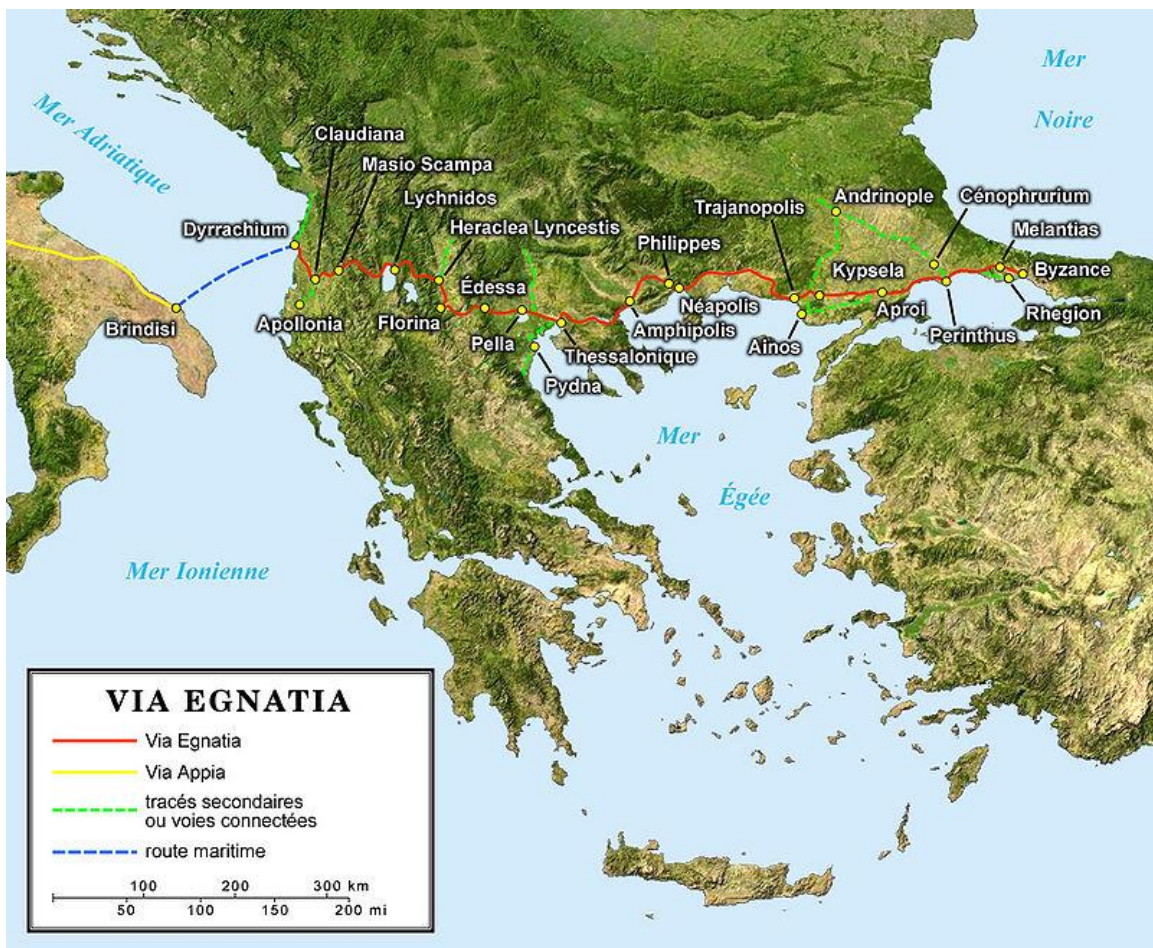 Mer
Noire
Mer Adriatique
Claudiana
Masio Scampa
Lychnidos
Heraclea Lyncestis
Dyrrachium
Andrinople
Cénophrurium
Trajanopolis
Melantias
Philippes
Kypsela
Byzance
Édessa
Brindisi
Apollonia
Florina
Néapolis
Aproi
Rhegion
Amphipolis
Perinthus
Pella
Ainos
Thessalonique
Pydna
Mer
Égée
Mer Ionienne
VIA EGNATIA
Via Egnatia
Via Appia
tracés secondaires
ou voies connectées
route maritime
100 200 300 km
50 100 150 200 mi